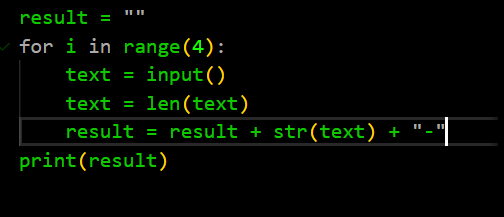 result = ""
for i in range(4):
    text = input()
    text = len(text)
    result = result + str(text) + "-"
print(result)